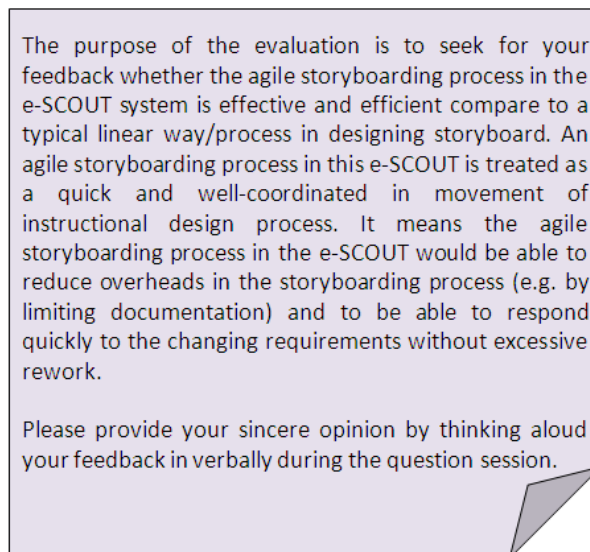 The purpose of the evaluation is to seek for your
feedback whether the agile storyboarding process in the
e-SCOUT system is effective and efficient compare to a
typical linear way/process in designing storyboard. An
agile storyboarding process in this e-SCOUT is treated as
a quick and well-coordinated in movement of
instructional design process. It means the agile
storyboarding process in the e-SCOUT would be able to
reduce overheads in the storyboarding process (e.g. by
limiting documentation) and to be able to respond
quickly to the changing requirements without excessive
rework.
Please provide your sincere opinion by thinking aloud
your feedback in verbally during the question session.